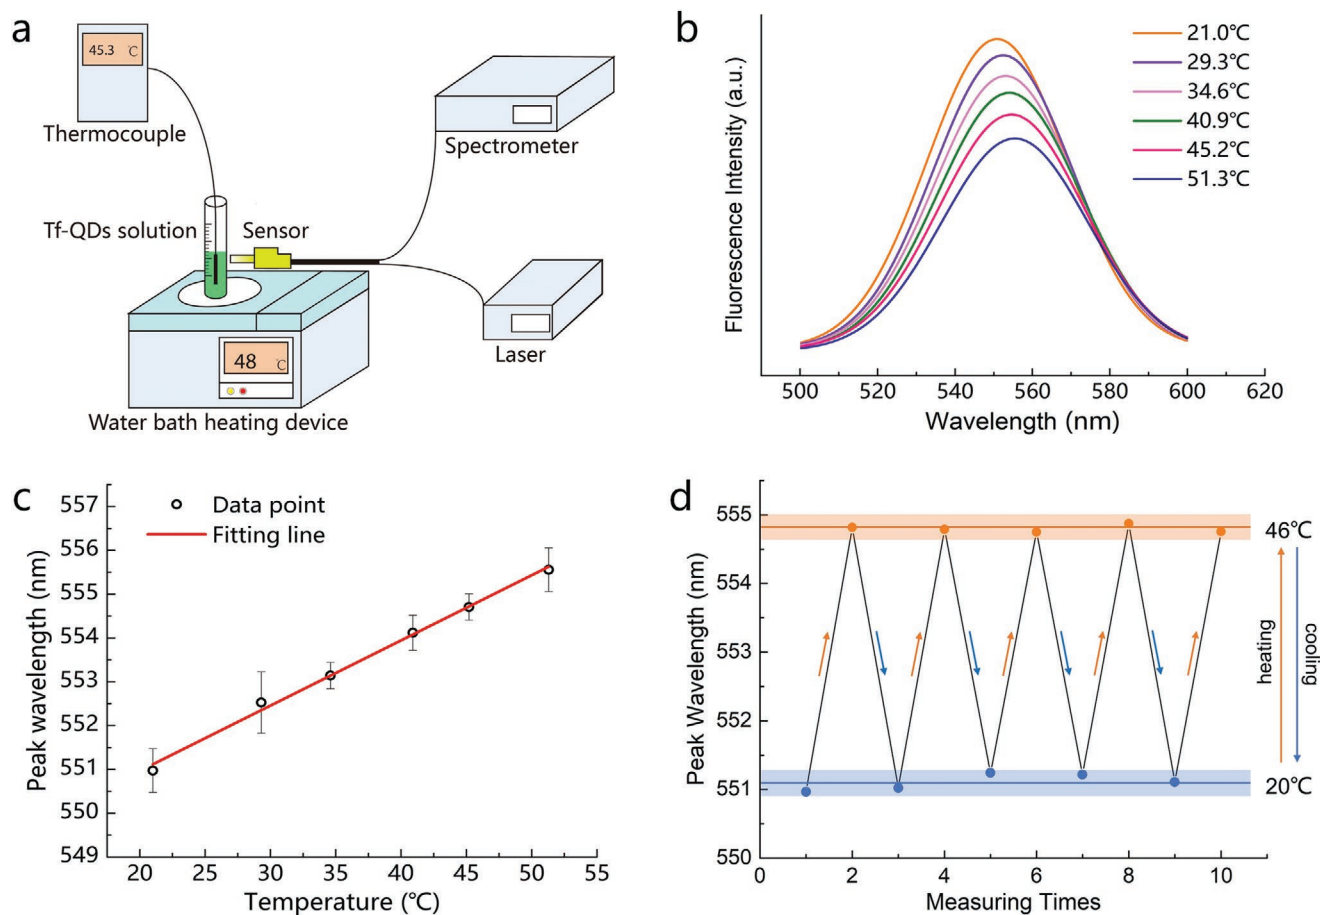 a
45.3 ℃
Thermocouple
Spectrometer
Tf-QDs solution
Sensor
Laser
48 ℃
Water bath heating device
b
Fluorescence Intensity (a.u.)
21.0℃
29.3℃
34.6℃
40.9℃
45.2℃
51.3℃
500 520 540 560 580 600 620
Wavelength (nm)
c
Peak wavelength (nm)
557
556
555
554
553
552
551
550
549
Data point
Fitting line
20 25 30 35 40 45 50 55
Temperature (℃)
d
Peak Wavelength (nm)
555
554
553
552
551
550
46℃
heating
cooling
20℃
0 2 4 6 8 10
Measuring Times